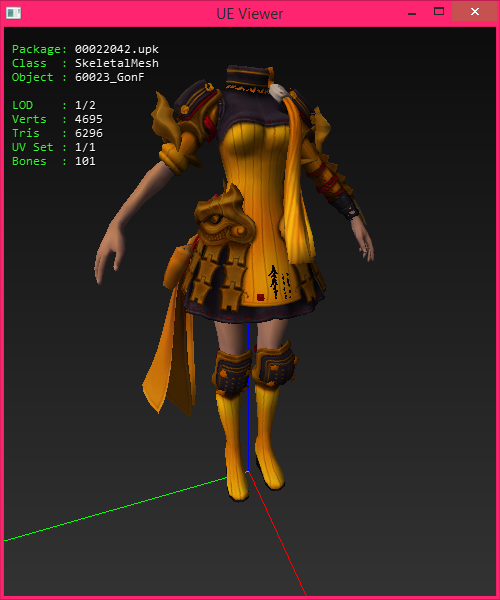 UE Viewer
Package: 00022042.upk
Class : SkeletalMesh
Object : 60023_GonF
LOD : 1/2
Verts : 4695
Tris : 6296
UV Set : 1/1
Bones : 101